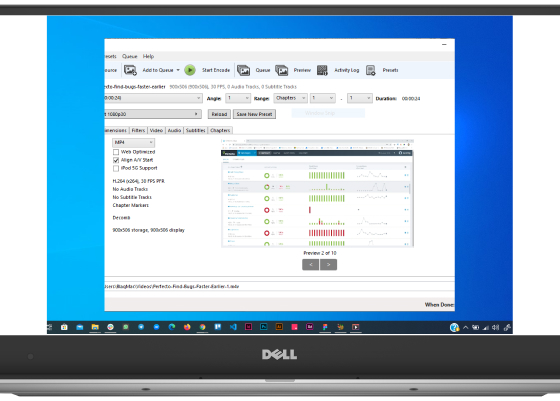 resets Queue Help
ource Add to Queue Start Encode Queue Preview Activity Log Presets
ecto-find-bugs-faster-earlier 900x506 (900x506), 30 FPS, 0 Audio Tracks, 0 Subtitle Tracks
0:00:24) Angle: 1 Range: Chapters 1 - 1 Duration: 00:00:24
t 1080p30 Reload Save New Preset
mensions Filters Video Audio Subtitles Chapters
MP4
Web Optimized
Align A/V Start
iPod 5G Support
H.264 (x264), 30 FPS PFR
No Audio Tracks
No Subtitle Tracks
Chapter Markers
Decomb
900x506 storage, 900x506 display
Preview 2 of 10
< >
sers\BaqMar\Videos\Perfecto-Find-Bugs-Faster-Earlier-1.m4v
When Done:
DELL